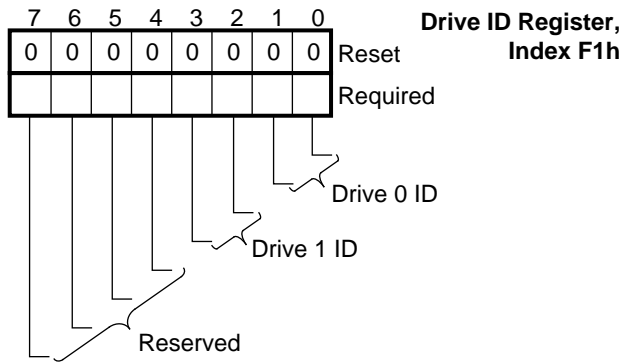 7 6 5 4 3 2 1 0
Drive ID Register,
Index F1h
0 0 0 0 0 0 0 0 Reset
Required
Drive 0 ID
Drive 1 ID
Reserved